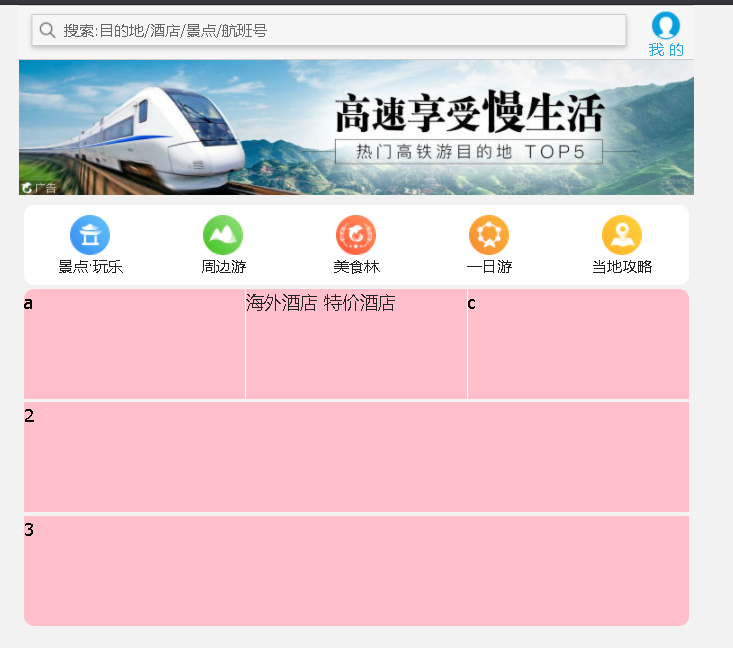 搜索:目的地/酒店/景点/航班号
我 的
高速享受慢生活
热门高铁游目的地 TOP5
广告
景点·玩乐
周边游
美食林
一日游
当地攻略
a
海外酒店 特价酒店
c
2
3